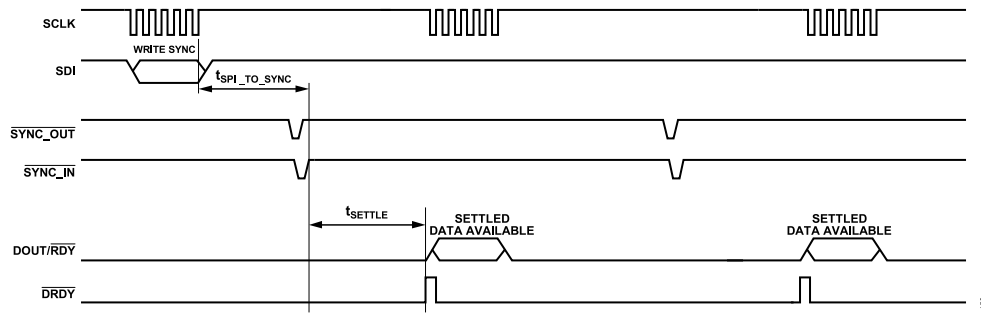 SCLK
WRITE SYNC
SDI
tSPI_TO_SYNC
SYNC_OUT
SYNC_IN
tSETTLE
SETTLED
DATA AVAILABLE
SETTLED
DATA AVAILABLE
DOUT/RDY
DRDY